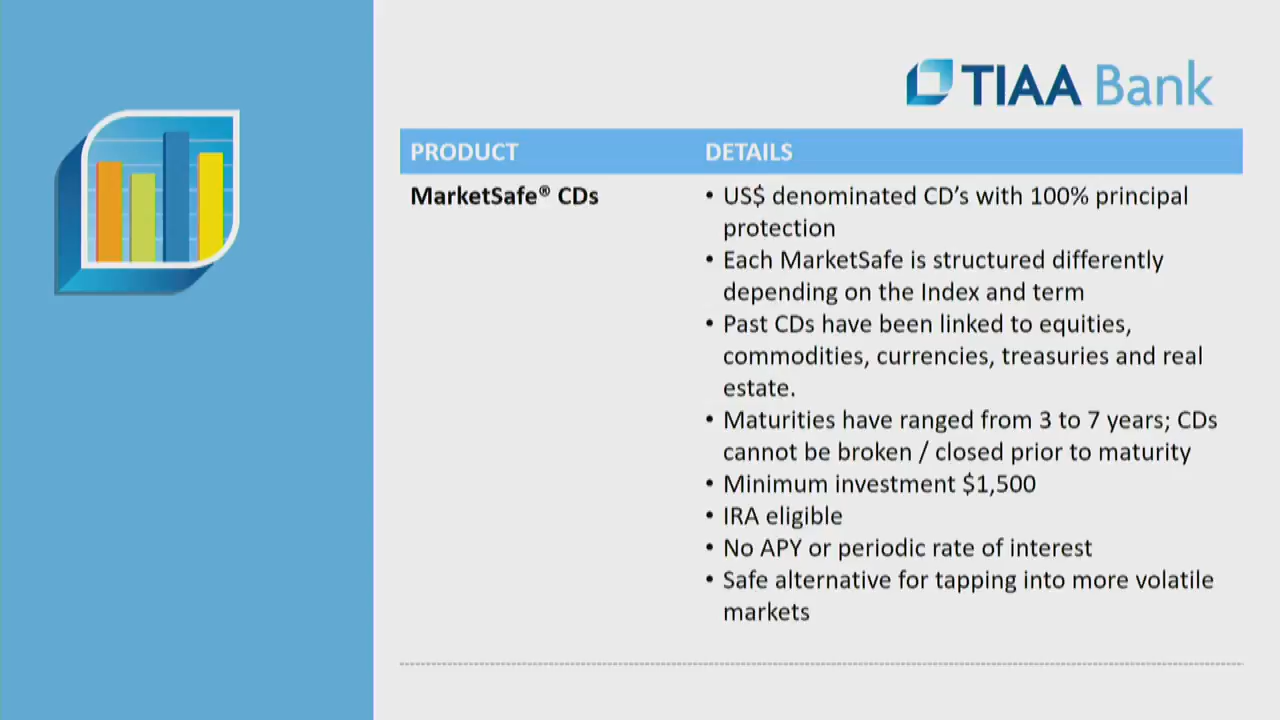 TIAA Bank
PRODUCT DETAILS
MarketSafe® CDs
• US$ denominated CD’s with 100% principal
protection
• Each MarketSafe is structured differently
depending on the Index and term
• Past CDs have been linked to equities,
commodities, currencies, treasuries and real
estate.
• Maturities have ranged from 3 to 7 years; CDs
cannot be broken / closed prior to maturity
• Minimum investment $1,500
• IRA eligible
• No APY or periodic rate of interest
• Safe alternative for tapping into more volatile
markets